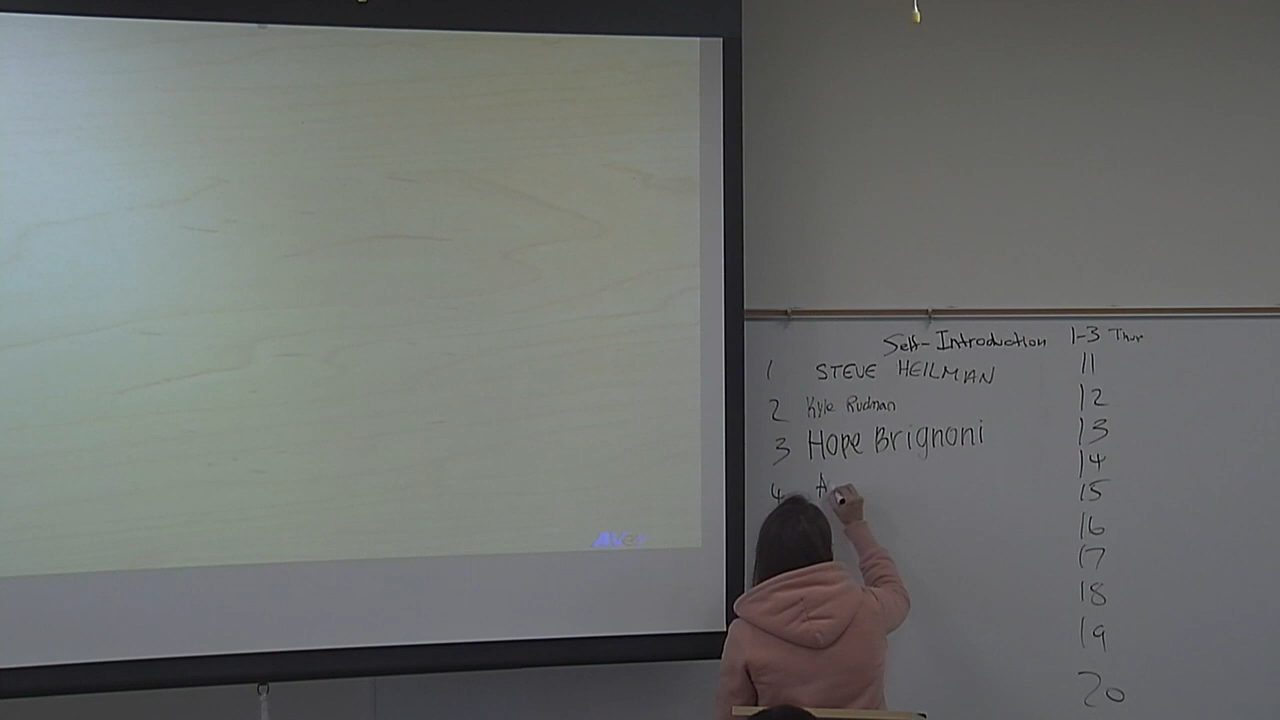 Self-Introduction 1-3 Thur
1 STEVE HEILMAN
2 Kyle Rudman
3 Hope Brignoni
4 A
11
12
13
14
15
16
17
18
19
20